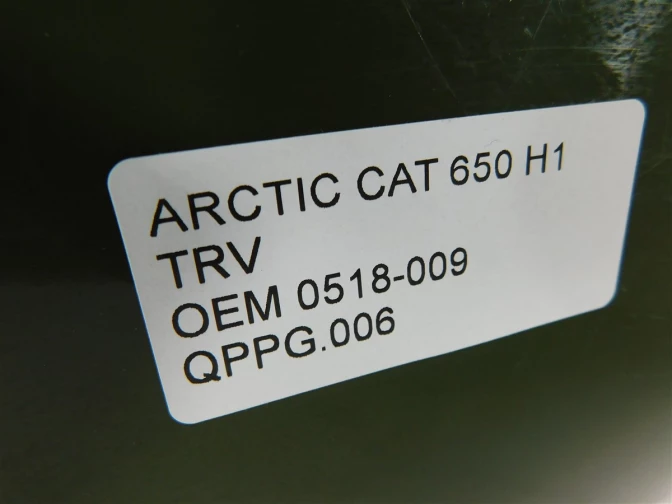 ARCTIC CAT 650 H1
TRV
OEM 0518-009
QPPG.006